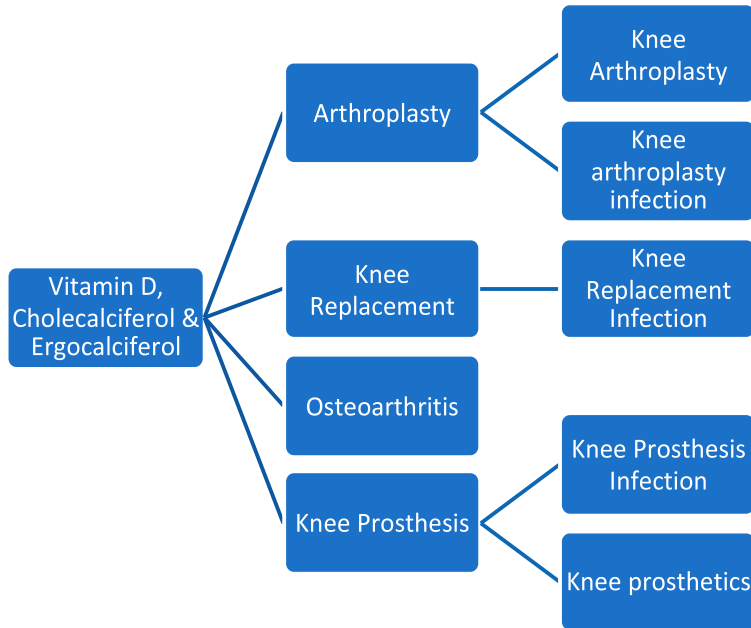 Vitamin D,
Cholecalciferol &
Ergocalciferol
Arthroplasty
Knee
Arthroplasty
Knee
arthroplasty
infection
Knee
Replacement
Knee
Replacement
Infection
Osteoarthritis
Knee Prosthesis
Knee Prosthesis
Infection
Knee prosthetics